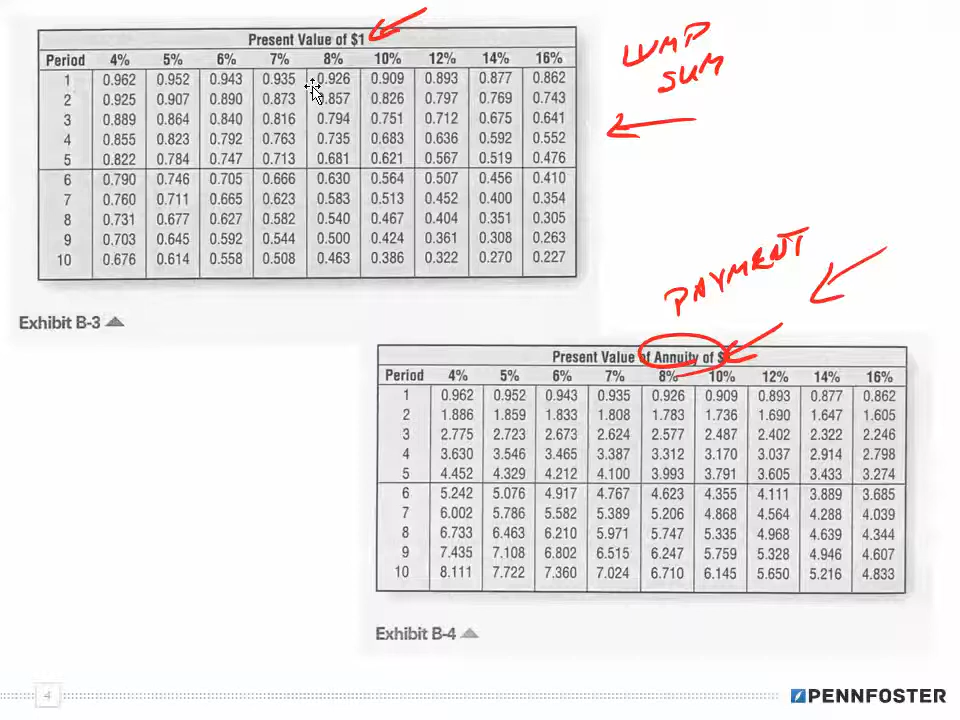 Present Value of $1
Period 4% 5% 6% 7% 8% 10% 12% 14% 16%
1 0.962 0.952 0.943 0.935 0.926 0.909 0.893 0.877 0.862
2 0.925 0.907 0.890 0.873 0.857 0.826 0.797 0.769 0.743
3 0.889 0.864 0.840 0.816 0.794 0.751 0.712 0.675 0.641
4 0.855 0.823 0.792 0.763 0.735 0.683 0.636 0.592 0.552
5 0.822 0.784 0.747 0.713 0.681 0.621 0.567 0.519 0.476
6 0.790 0.746 0.705 0.666 0.630 0.564 0.507 0.456 0.410
7 0.760 0.711 0.665 0.623 0.583 0.513 0.452 0.400 0.354
8 0.731 0.677 0.627 0.582 0.540 0.467 0.404 0.351 0.305
9 0.703 0.645 0.592 0.544 0.500 0.424 0.361 0.308 0.263
10 0.676 0.614 0.558 0.508 0.463 0.386 0.322 0.270 0.227
Exhibit B-3
LUMP
SUM
PAYMENT
Present Value of Annuity of $
Period 4% 5% 6% 7% 8% 10% 12% 14% 16%
1 0.962 0.952 0.943 0.935 0.926 0.909 0.893 0.877 0.862
2 1.886 1.859 1.833 1.808 1.783 1.736 1.690 1.647 1.605
3 2.775 2.723 2.673 2.624 2.577 2.487 2.402 2.322 2.246
4 3.630 3.546 3.465 3.387 3.312 3.170 3.037 2.914 2.798
5 4.452 4.329 4.212 4.100 3.993 3.791 3.605 3.433 3.274
6 5.242 5.076 4.917 4.767 4.623 4.355 4.111 3.889 3.685
7 6.002 5.786 5.582 5.389 5.206 4.868 4.564 4.288 4.039
8 6.733 6.463 6.210 5.971 5.747 5.335 4.968 4.639 4.344
9 7.435 7.108 6.802 6.515 6.247 5.759 5.328 4.946 4.607
10 8.111 7.722 7.360 7.024 6.710 6.145 5.650 5.216 4.833
Exhibit B-4
4
PENNFOSTER